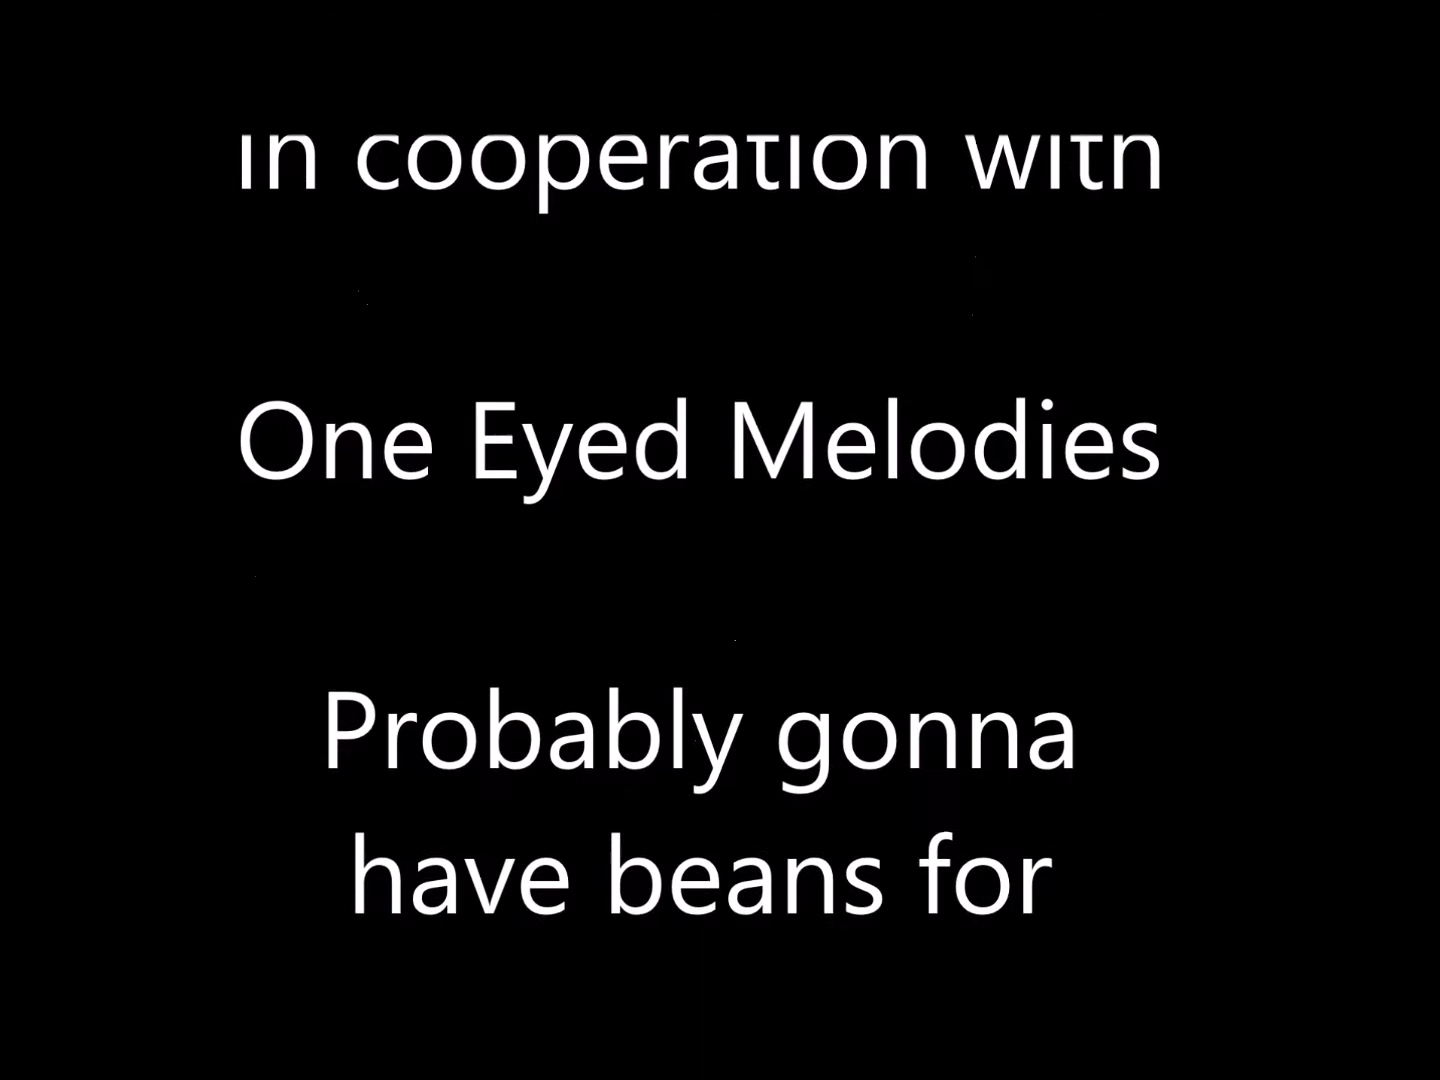 In cooperation with
One Eyed Melodies
Probably gonna
have beans for